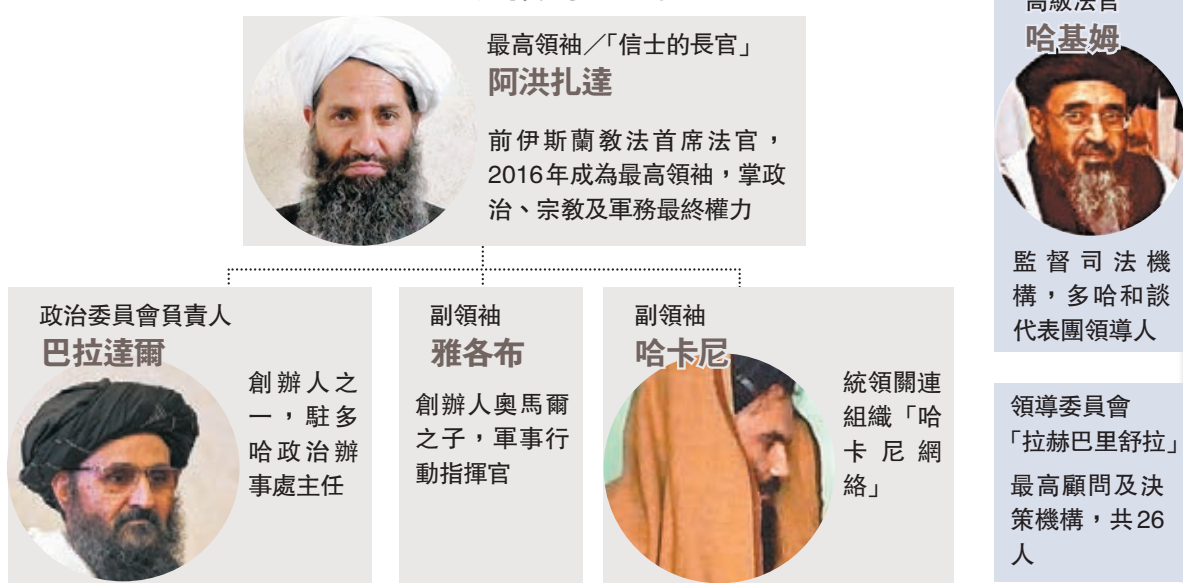 最高領袖／「信士的長官」
阿洪扎達
前伊斯蘭教法首席法官，
2016年成為最高領袖，掌政
治、宗教及軍務最終權力
政治委員會負責人
巴拉達爾
創辦人之
一，駐多
哈政治辦
事處主任
副領袖
雅各布
創辦人奧馬爾
之子，軍事行
動指揮官
副領袖
哈卡尼
統領關連
組織「哈
卡尼網
絡」
高級法官
哈基姆
監督司法機
構，多哈和談
代表團領導人
領導委員會
「拉赫巴里舒拉」
最高顧問及決
策機構，共26
人